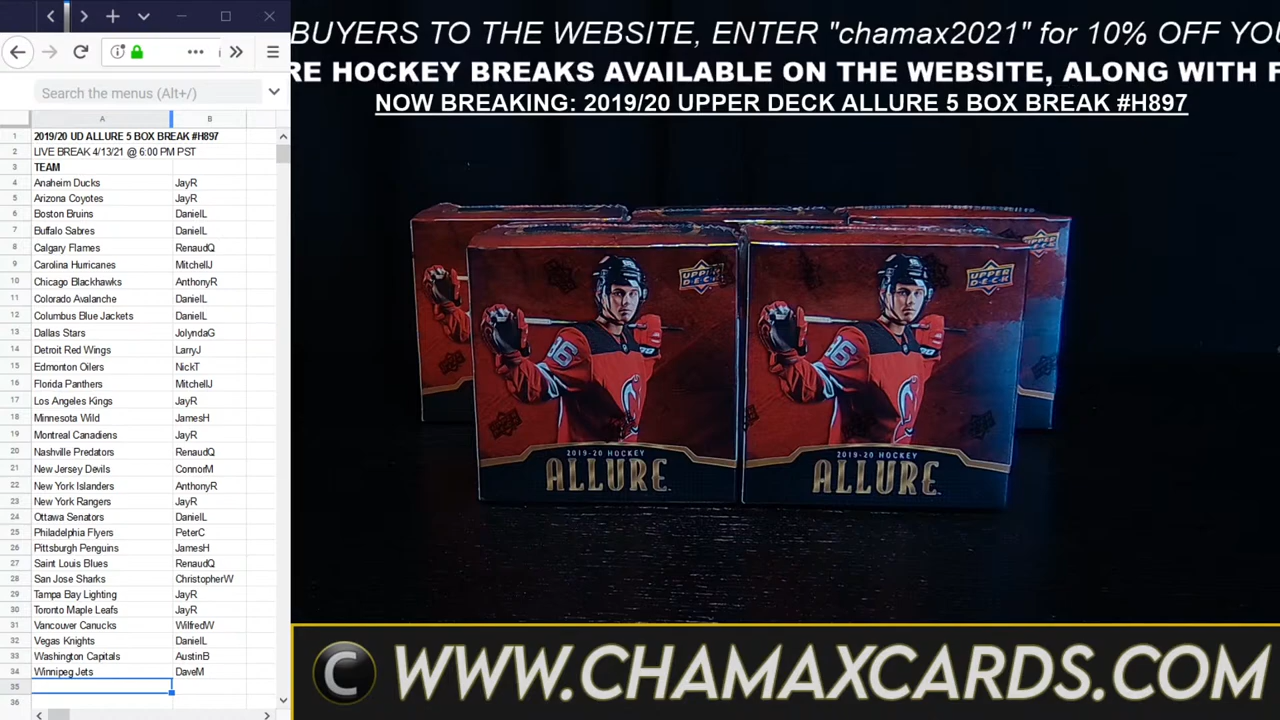 Search the menus (Alt+/)
A B
1 2019/20 UD ALLURE 5 BOX BREAK #H897
2 LIVE BREAK 4/13/21 @ 6:00 PM PST
3 TEAM
4 Anaheim Ducks JayR
5 Arizona Coyotes JayR
6 Boston Bruins DanielL
7 Buffalo Sabres DanielL
8 Calgary Flames RenaudQ
9 Carolina Hurricanes MitchellJ
10 Chicago Blackhawks AnthonyR
11 Colorado Avalanche DanielL
12 Columbus Blue Jackets DanielL
13 Dallas Stars JolyndaG
14 Detroit Red Wings LarryJ
15 Edmonton Oilers NickT
16 Florida Panthers MitchellJ
17 Los Angeles Kings JayR
18 Minnesota Wild JamesH
19 Montreal Canadiens JayR
20 Nashville Predators RenaudQ
21 New Jersey Devils ConnorM
22 New York Islanders AnthonyR
23 New York Rangers JayR
24 Ottawa Senators DanielL
25 Philadelphia Flyers PeterC
26 Pittsburgh Penguins JamesH
27 Saint Louis Blues RenaudQ
28 San Jose Sharks ChristopherW
29 Tampa Bay Lighting JayR
30 Toronto Maple Leafs JayR
31 Vancouver Canucks WilfredW
32 Vegas Knights DanielL
33 Washington Capitals AustinB
34 Winnipeg Jets DaveM
35
36
BUYERS TO THE WEBSITE, ENTER "chamax2021" for 10% OFF YOU
RE HOCKEY BREAKS AVAILABLE ON THE WEBSITE, ALONG WITH F
NOW BREAKING: 2019/20 UPPER DECK ALLURE 5 BOX BREAK #H897
UPPER DECK
86
2019-20 HOCKEY
ALLURE
UPPER DECK
86
2019-20 HOCKEY
ALLURE
UPPER DECK
C WWW.CHAMAXCARDS.COM